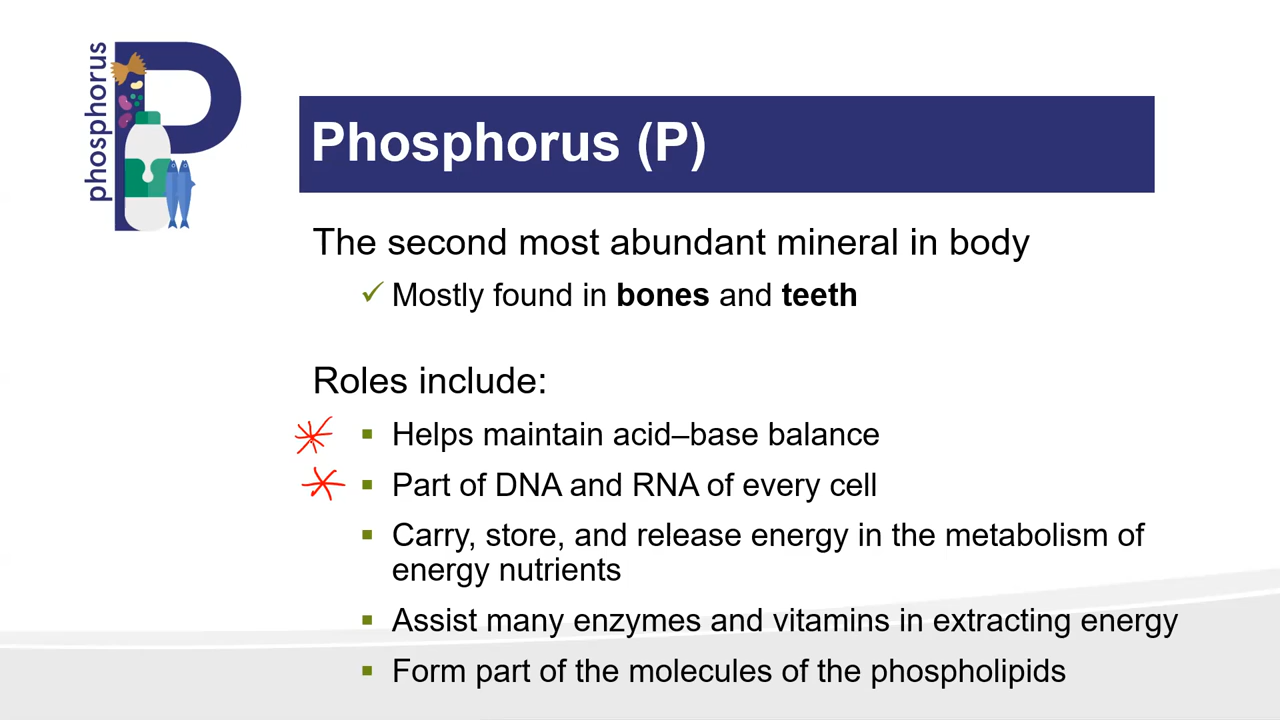 phosphorus
Phosphorus (P)
The second most abundant mineral in body
✓ Mostly found in bones and teeth
Roles include:
▪ Helps maintain acid–base balance
▪ Part of DNA and RNA of every cell
▪ Carry, store, and release energy in the metabolism of
energy nutrients
▪ Assist many enzymes and vitamins in extracting energy
▪ Form part of the molecules of the phospholipids